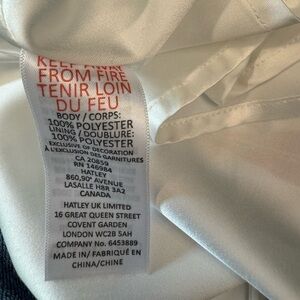 KEEP AWAY
FROM FIRE
TENIR LOIN
DU FEU
BODY / CORPS:
100% POLYESTER
LINING / DOUBLURE:
100% POLYESTER
EXCLUSIVE OF DECORATION
A L'EXCLUSION DES GARNITURES
CA 20859
RN 146984
HATLEY
860,90ᵉ AVENUE
LASALLE H8R 3A2
CANADA
HATLEY UK LIMITED
16 GREAT QUEEN STREET
COVENT GARDEN
LONDON WC2B 5AH
COMPANY No. 6453889
MADE IN/ FABRIQUÉ EN
CHINA/CHINE